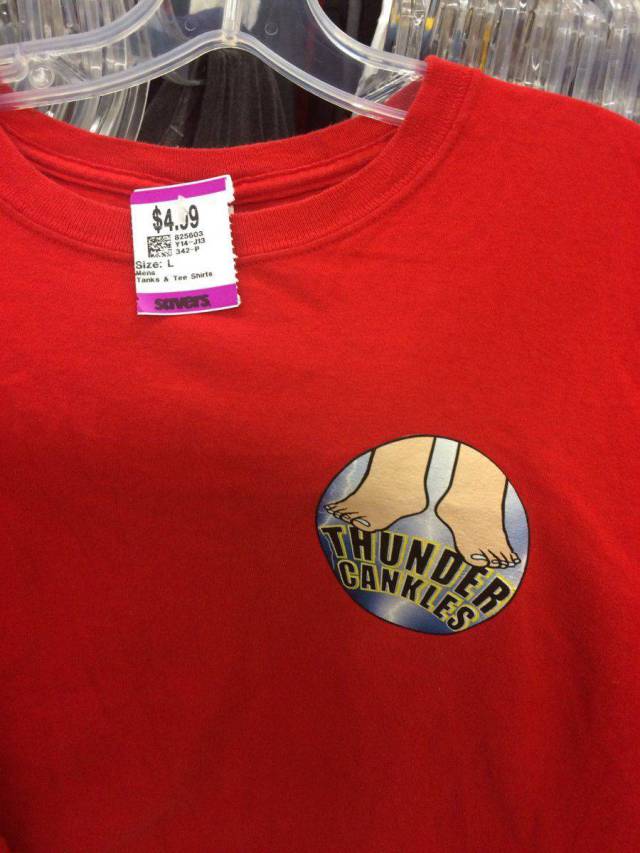 $4.99
825603
Y14-J13
342-P
Size: L
Mens
Tanks & Tee Shirts
savers
THUNDER
CANKLES